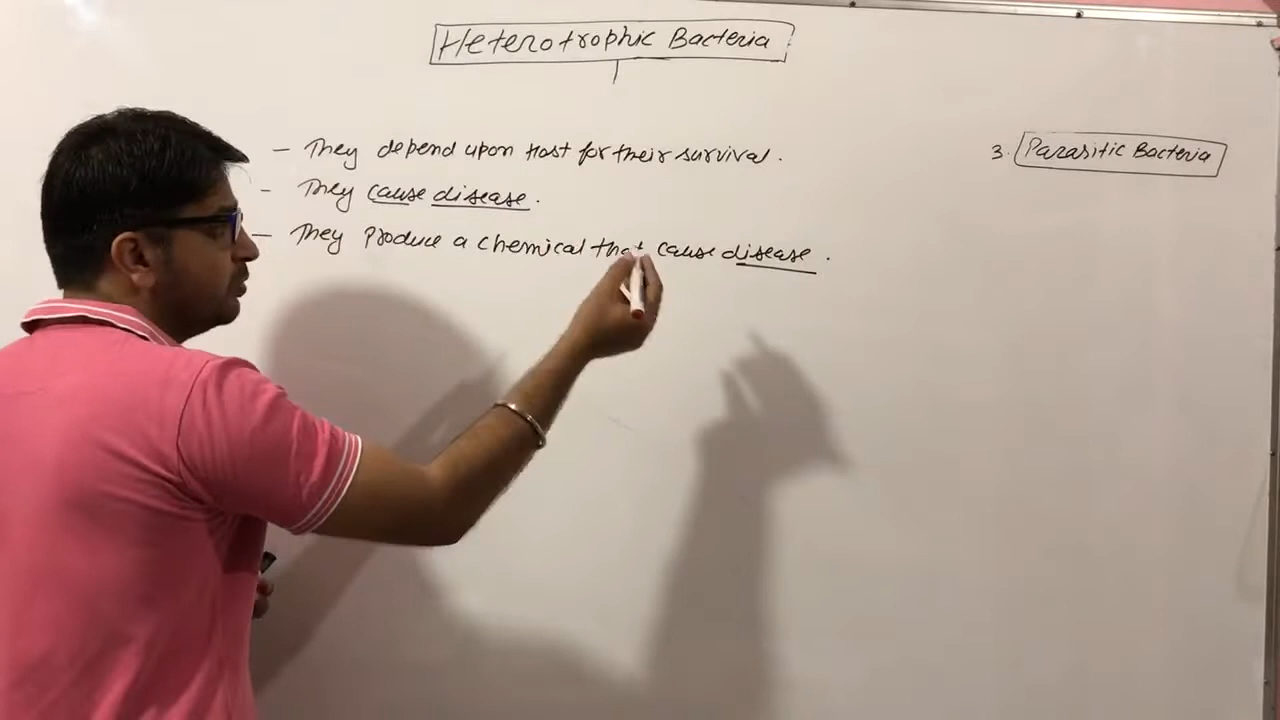 Heterotrophic Bacteria
- They depend upon Host for their survival.
3. Parasitic Bacteria
- They cause disease.
- They produce a chemical that cause disease.